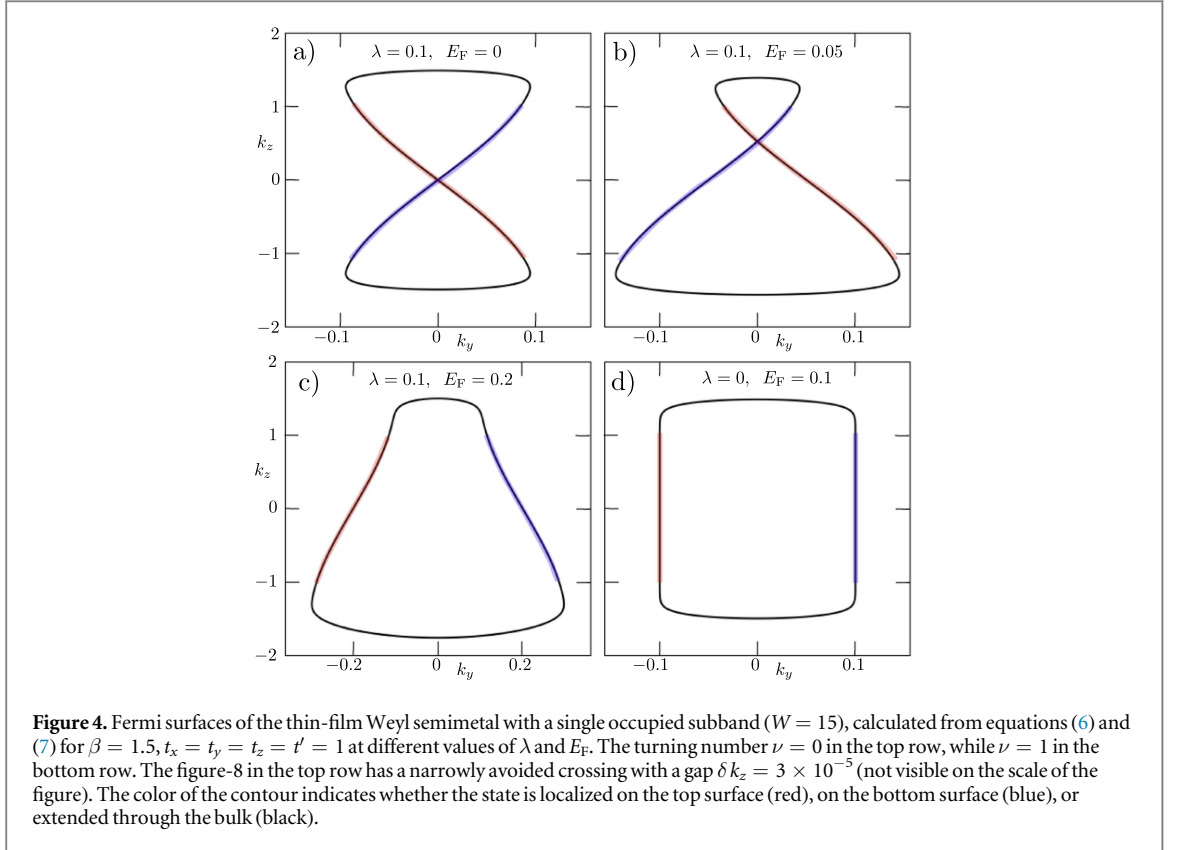 2
a)
λ = 0.1, E_F = 0
1
k_z
0
−1
−2
−0.1
0
k_y
0.1
b)
λ = 0.1, E_F = 0.05
−0.1
0
k_y
0.1
2
c)
λ = 0.1, E_F = 0.2
1
k_z
0
−1
−2
−0.2
0
k_y
0.2
d)
λ = 0, E_F = 0.1
−0.1
0
k_y
0.1
Figure 4. Fermi surfaces of the thin-film Weyl semimetal with a single occupied subband (W = 15), calculated from equations (6) and
(7) for β = 1.5, t_x = t_y = t_z = t′ = 1 at different values of λ and E_F. The turning number ν = 0 in the top row, while ν = 1 in the
bottom row. The figure-8 in the top row has a narrowly avoided crossing with a gap δk_z = 3 × 10⁻⁵ (not visible on the scale of the
figure). The color of the contour indicates whether the state is localized on the top surface (red), on the bottom surface (blue), or
extended through the bulk (black).